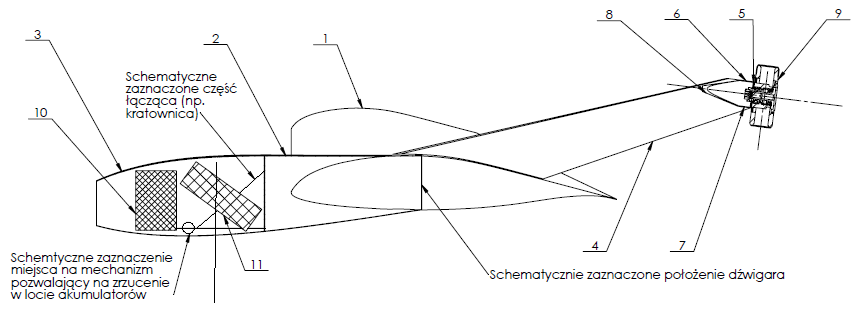 8
6
5
9
3
2
1
Schematyczne
zaznaczone część
łącząca (np.
kratownica)
10
Schemtyczne zaznaczenie
miejsca na mechanizm
pozwalający na zrzucenie
w locie akumulatorów
11
4
7
Schematycznie zaznaczone położenie dźwigara